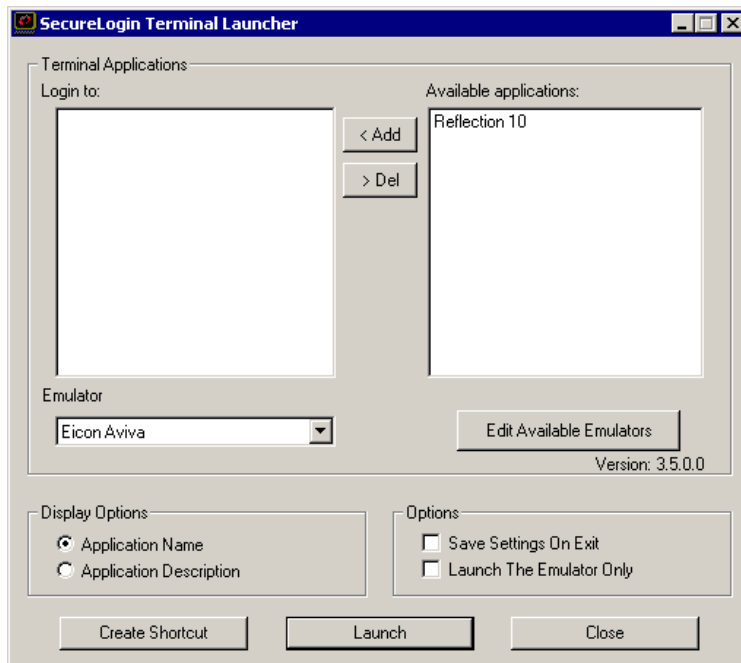 SecureLogin Terminal Launcher
Terminal Applications
Login to:
Available applications:
Reflection 10
< Add
> Del
Emulator
Eicon Aviva
Edit Available Emulators
Version: 3.5.0.0
Display Options
Application Name
Application Description
Options
Save Settings On Exit
Launch The Emulator Only
Create Shortcut
Launch
Close